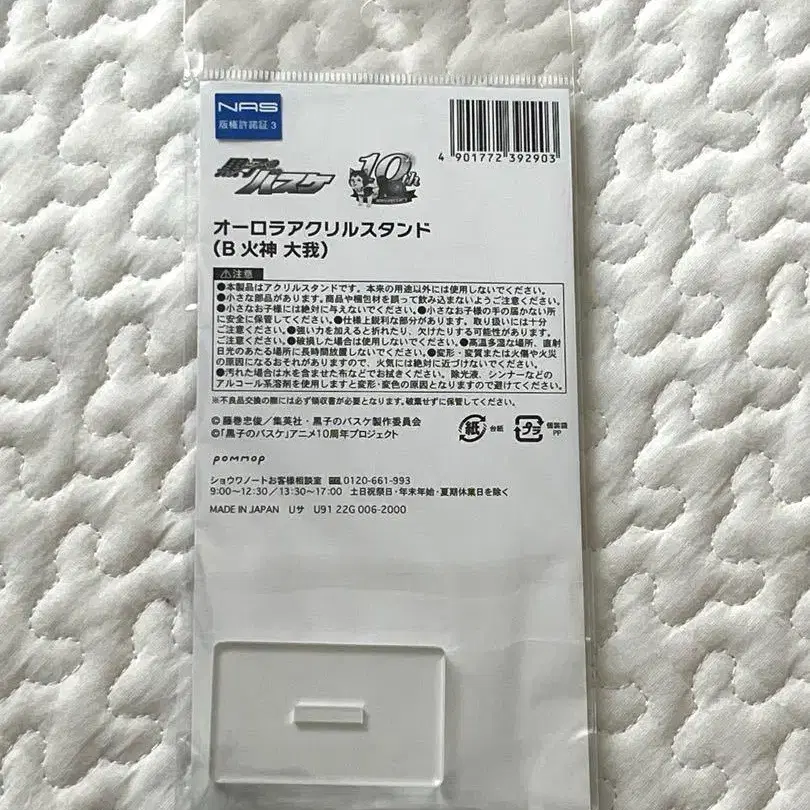 NAS
版権許諾証 3
4 901772 392903
黒子のバスケ
10th
オーロラアクリルスタンド
(B 火神 大我)
⚠注意
●本製品はアクリルスタンドです。本来の用途以外には使用しないでください。
●小さな部品があります。商品や梱包材を誤って飲み込まないようご注意ください。
●小さなお子様には絶対に与えないでください。●小さなお子様の手の届かない所
に安全に保管してください。●仕様上鋭利な部分があります。取り扱いには十分
ご注意ください。●強い力を加えると折れたり、欠けたりする可能性があります。
ご注意ください。●破損した場合は使用しないでください。●高温多湿な場所、直射
日光のあたる場所に長時間放置しないでください。●変形・変質または火傷や火災
の原因になるおそれがありますので、火気には絶対に近づけないでください。
●汚れた場合は水を含ませた布などでお拭きください。除光液、シンナーなどの
アルコール系溶剤を使用しますと変形・変色の原因となりますので避けてください。
※不良品交換の際には必ず領収書が必要となります。破棄せずに保管してください。
© 藤巻忠俊／集英社・黒子のバスケ製作委員会
©「黒子のバスケ」アニメ10周年プロジェクト
紙 台紙 プラ 個装袋 PP
pommop
ショウワノートお客様相談室 0120-661-993
9:00〜12:30／13:30〜17:00 土日祝祭日・年末年始・夏期休業日を除く
MADE IN JAPAN Uサ U91 22G 006-2000